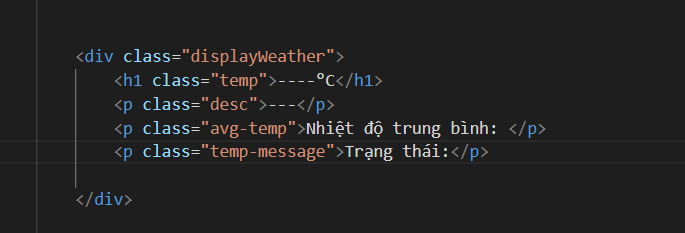 <div class="displayWeather">
<h1 class="temp">----°C</h1>
<p class="desc">---</p>
<p class="avg-temp">Nhiệt độ trung bình: </p>
<p class="temp-message">Trạng thái:</p>
</div>